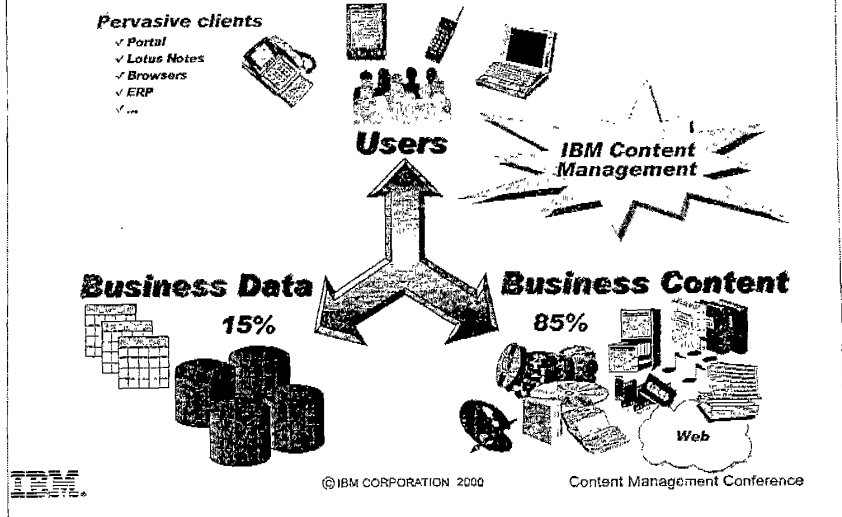 Pervasive clients
✓ Portal
✓ Lotus Notes
✓ Browsers
✓ ERP
✓ ...
Users
IBM Content
Management
Business Data
15%
Business Content
85%
Web
IBM.
© IBM CORPORATION 2000
Content Management Conference